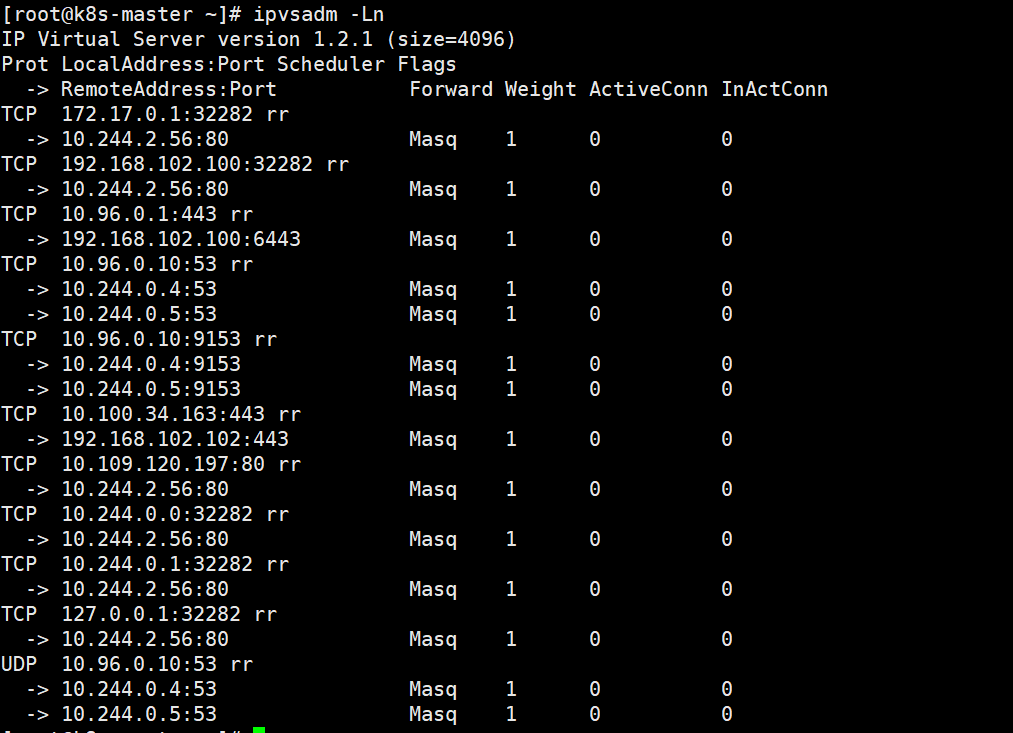 [root@k8s-master ~]# ipvsadm -Ln
IP Virtual Server version 1.2.1 (size=4096)
Prot LocalAddress:Port Scheduler Flags
  -> RemoteAddress:Port           Forward Weight ActiveConn InActConn
TCP  172.17.0.1:32282 rr
  -> 10.244.2.56:80               Masq    1      0          0
TCP  192.168.102.100:32282 rr
  -> 10.244.2.56:80               Masq    1      0          0
TCP  10.96.0.1:443 rr
  -> 192.168.102.100:6443         Masq    1      0          0
TCP  10.96.0.10:53 rr
  -> 10.244.0.4:53                Masq    1      0          0
  -> 10.244.0.5:53                Masq    1      0          0
TCP  10.96.0.10:9153 rr
  -> 10.244.0.4:9153              Masq    1      0          0
  -> 10.244.0.5:9153              Masq    1      0          0
TCP  10.100.34.163:443 rr
  -> 192.168.102.102:443          Masq    1      0          0
TCP  10.109.120.197:80 rr
  -> 10.244.2.56:80               Masq    1      0          0
TCP  10.244.0.0:32282 rr
  -> 10.244.2.56:80               Masq    1      0          0
TCP  10.244.0.1:32282 rr
  -> 10.244.2.56:80               Masq    1      0          0
TCP  127.0.0.1:32282 rr
  -> 10.244.2.56:80               Masq    1      0          0
UDP  10.96.0.10:53 rr
  -> 10.244.0.4:53                Masq    1      0          0
  -> 10.244.0.5:53                Masq    1      0          0